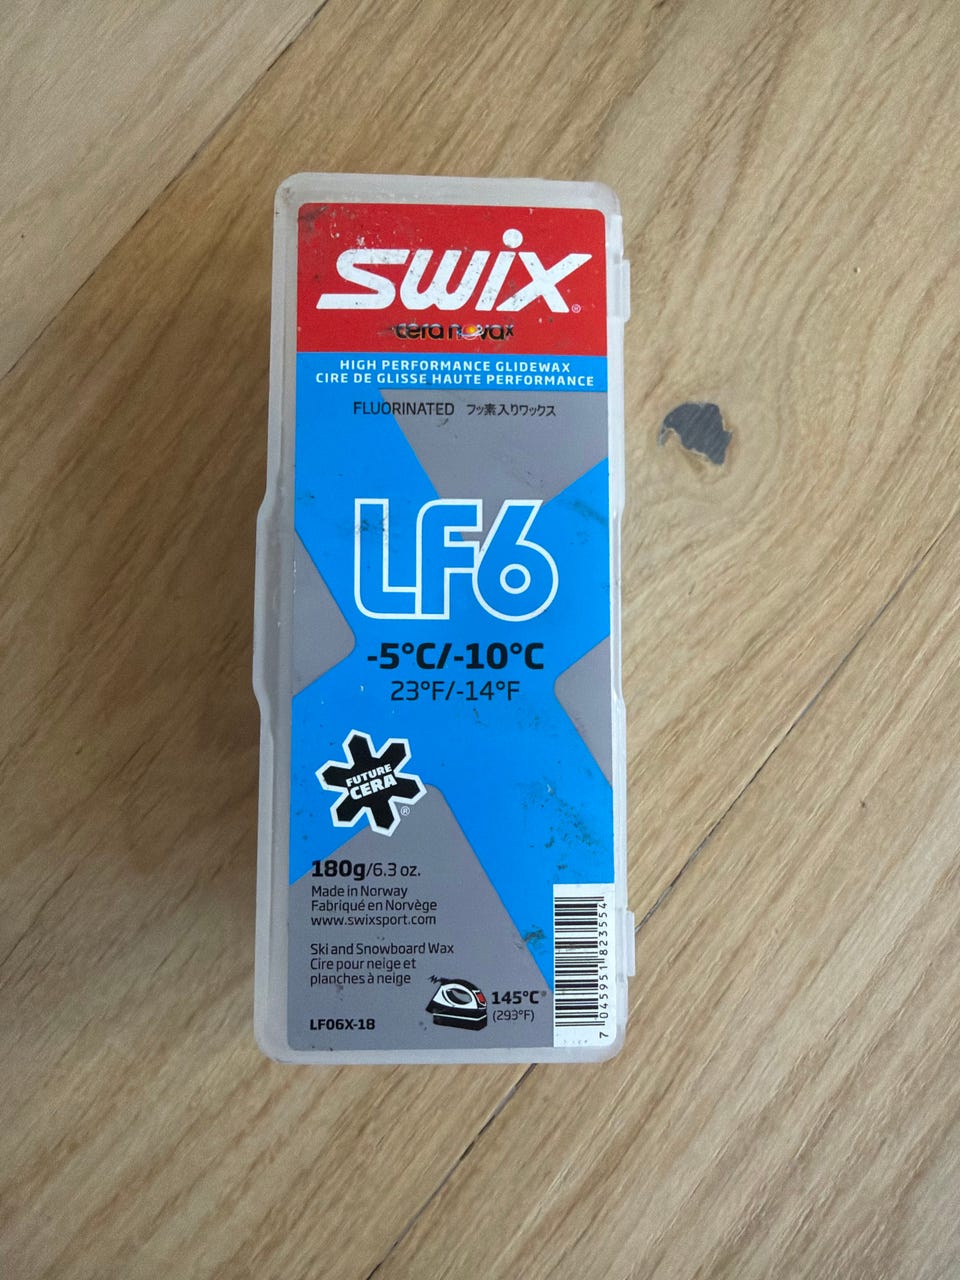 SWIX®
cera novax
HIGH PERFORMANCE GLIDEWAX
CIRE DE GLISSE HAUTE PERFORMANCE
FLUORINATED フッ素入りワックス
LF6
-5°C/-10°C
23°F/-14°F
FUTURE
CERA®
180g/6.3 oz.
Made in Norway
Fabriqué en Norvège
www.swixsport.com
Ski and Snowboard Wax
Cire pour neige et
planches à neige
145°C
(293°F)
LF06X-18
7 045951 823554